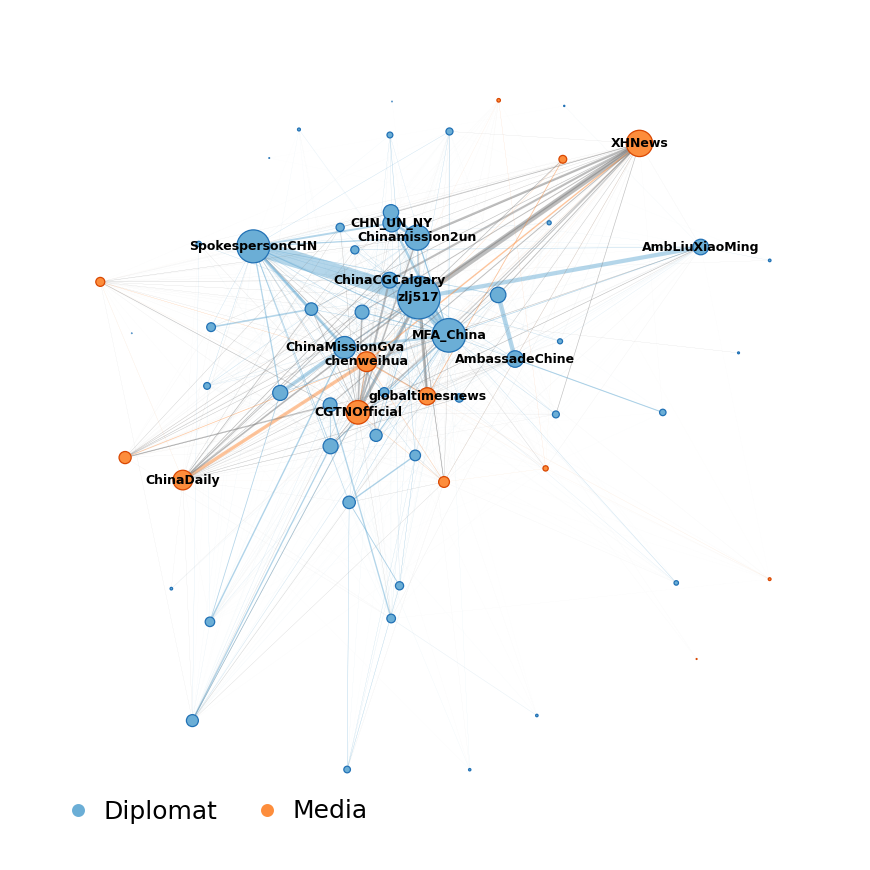 XHNews
CHN_UN_NY
Chinamission2un
SpokespersonCHN
AmbLiuXiaoMing
ChinaCGCalgary
zlj517
MFA_China
ChinaMissionGva
AmbassadeChine
chenweihua
globaltimesnews
CGTNOfficial
ChinaDaily
Diplomat
Media